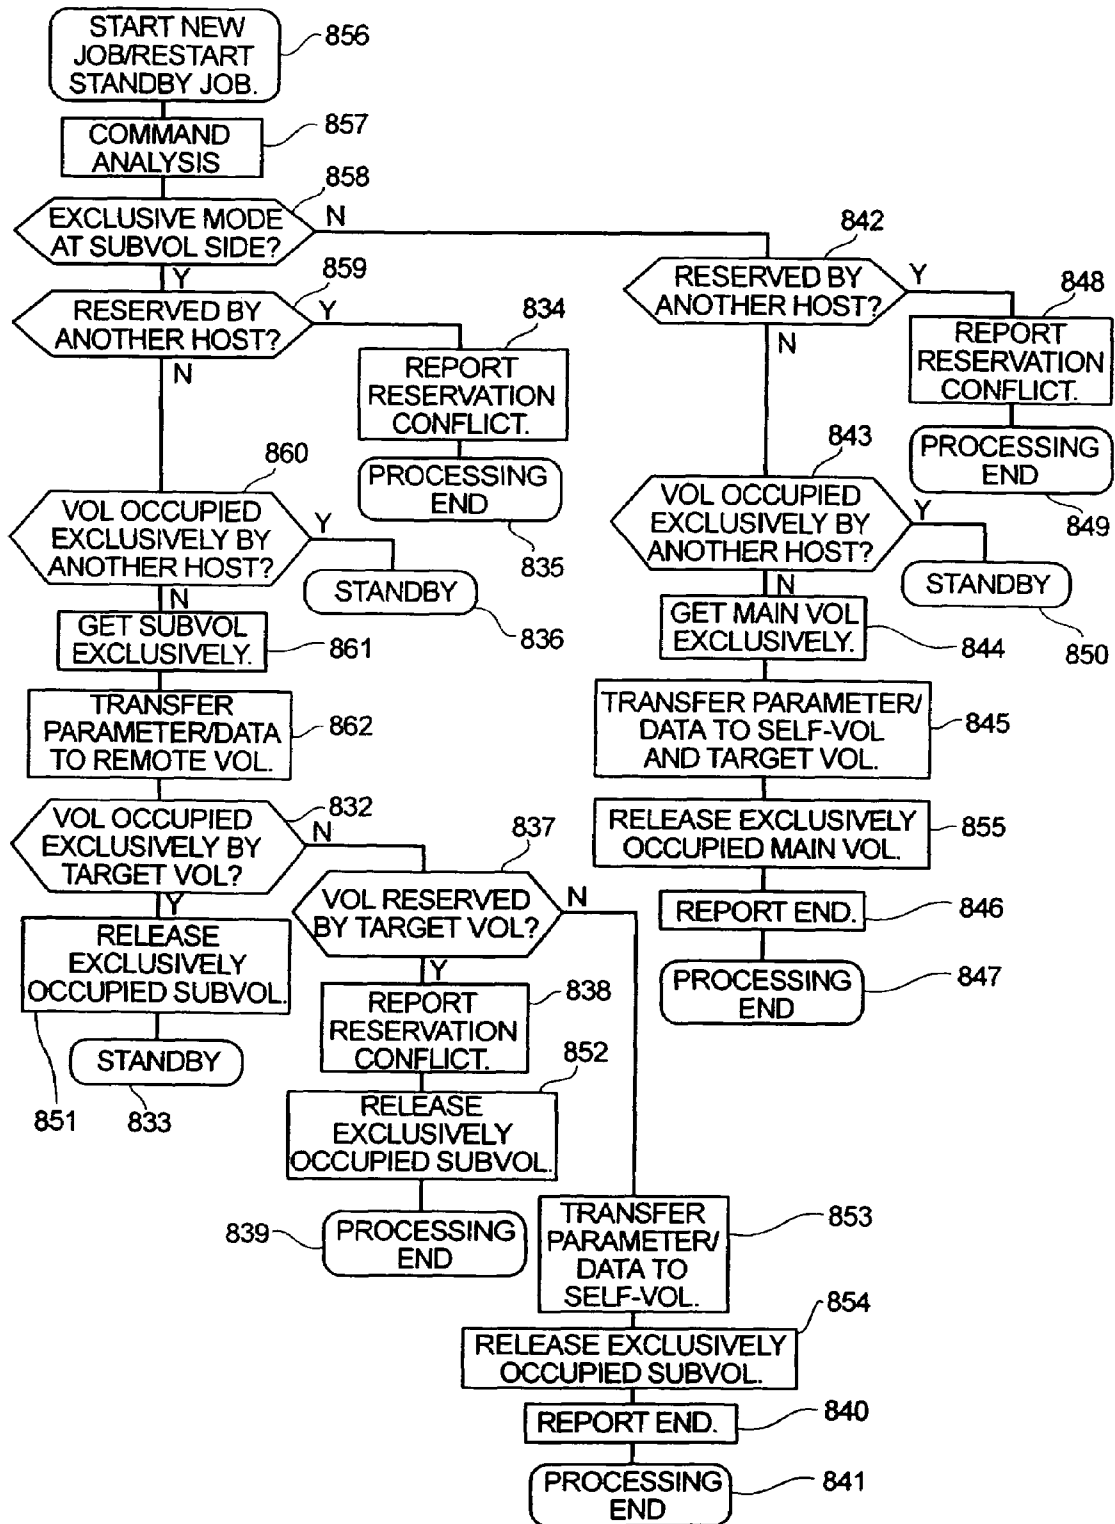 START NEW
JOB/RESTART
STANDBY JOB.
856
COMMAND
ANALYSIS
857
858
EXCLUSIVE MODE
AT SUBVOL SIDE?
N
Y
859
RESERVED BY
ANOTHER HOST?
Y
N
834
REPORT
RESERVATION
CONFLICT.
PROCESSING
END
835
860
VOL OCCUPIED
EXCLUSIVELY BY
ANOTHER HOST?
Y
N
STANDBY
836
GET SUBVOL
EXCLUSIVELY.
861
TRANSFER
PARAMETER/DATA
TO REMOTE VOL.
862
832
VOL OCCUPIED
EXCLUSIVELY BY
TARGET VOL?
N
Y
RELEASE
EXCLUSIVELY
OCCUPIED SUBVOL.
851
STANDBY
833
837
VOL RESERVED
BY TARGET VOL?
N
Y
REPORT
RESERVATION
CONFLICT.
838
852
RELEASE
EXCLUSIVELY
OCCUPIED SUBVOL.
839
PROCESSING
END
TRANSFER
PARAMETER/
DATA TO
SELF-VOL.
853
854
RELEASE EXCLUSIVELY
OCCUPIED SUBVOL.
REPORT END.
840
PROCESSING
END
841
842
RESERVED BY
ANOTHER HOST?
Y
N
848
REPORT
RESERVATION
CONFLICT.
PROCESSING
END
849
843
VOL OCCUPIED
EXCLUSIVELY BY
ANOTHER HOST?
Y
N
STANDBY
850
GET MAIN VOL
EXCLUSIVELY.
844
TRANSFER PARAMETER/
DATA TO SELF-VOL
AND TARGET VOL.
845
RELEASE EXCLUSIVELY
OCCUPIED MAIN VOL.
855
REPORT END.
846
PROCESSING
END
847